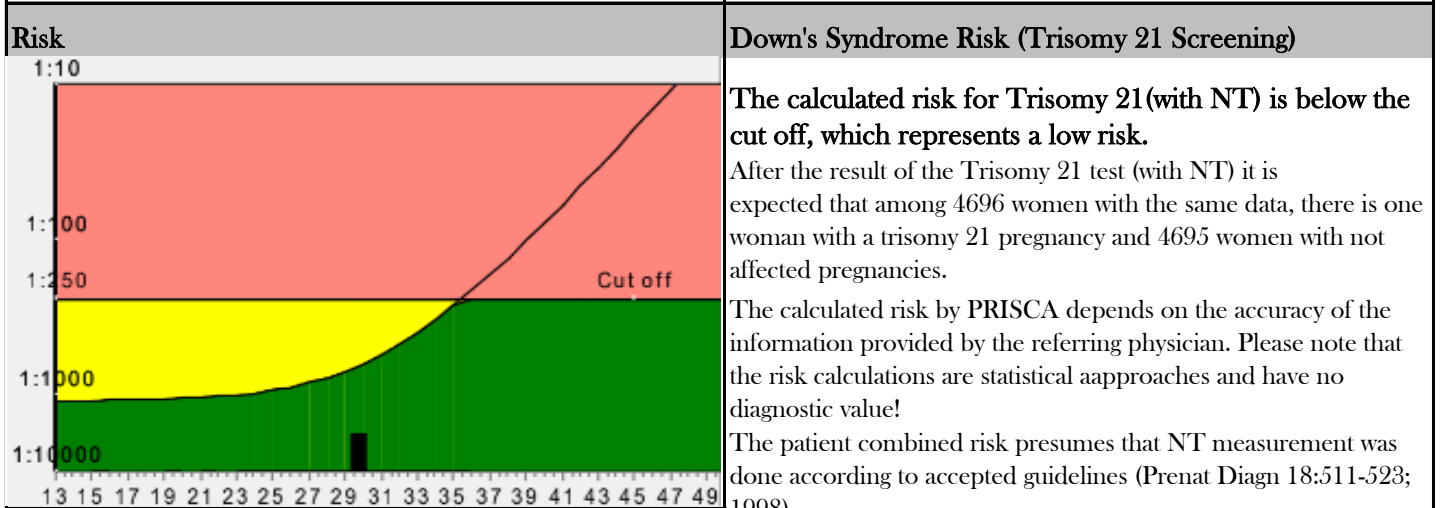 Risk
1:10
1:100
1:250
Cut off
1:1000
1:10000
13 15 17 19 21 23 25 27 29 31 33 35 37 39 41 43 45 47 49
Down's Syndrome Risk (Trisomy 21 Screening)
The calculated risk for Trisomy 21(with NT) is below the
cut off, which represents a low risk.
After the result of the Trisomy 21 test (with NT) it is
expected that among 4696 women with the same data, there is one
woman with a trisomy 21 pregnancy and 4695 women with not
affected pregnancies.
The calculated risk by PRISCA depends on the accuracy of the
information provided by the referring physician. Please note that
the risk calculations are statistical aapproaches and have no
diagnostic value!
The patient combined risk presumes that NT measurement was
done according to accepted guidelines (Prenat Diagn 18:511-523;
1998)